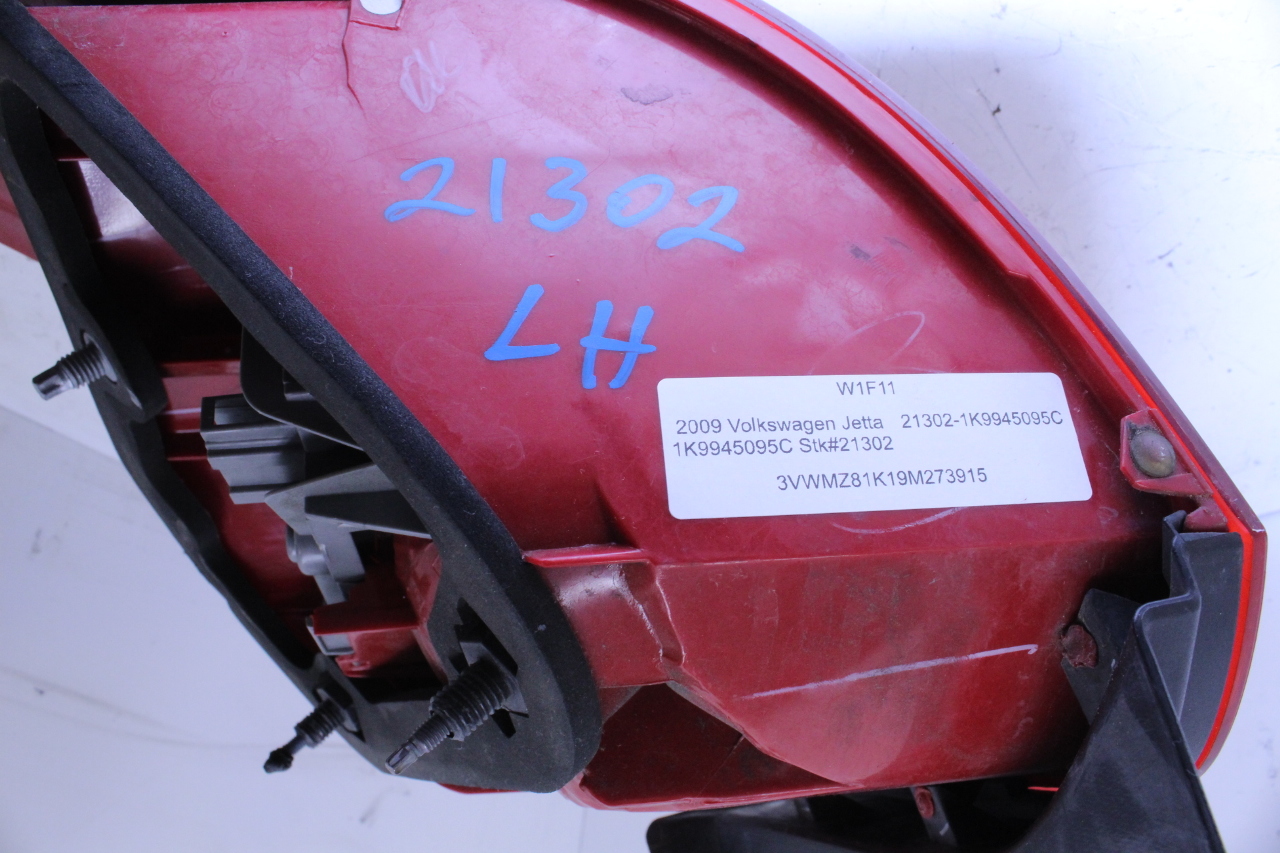 21302
LH
W1F11
2009 Volkswagen Jetta 21302-1K9945095C
1K9945095C Stk#21302
3VWMZ81K19M273915